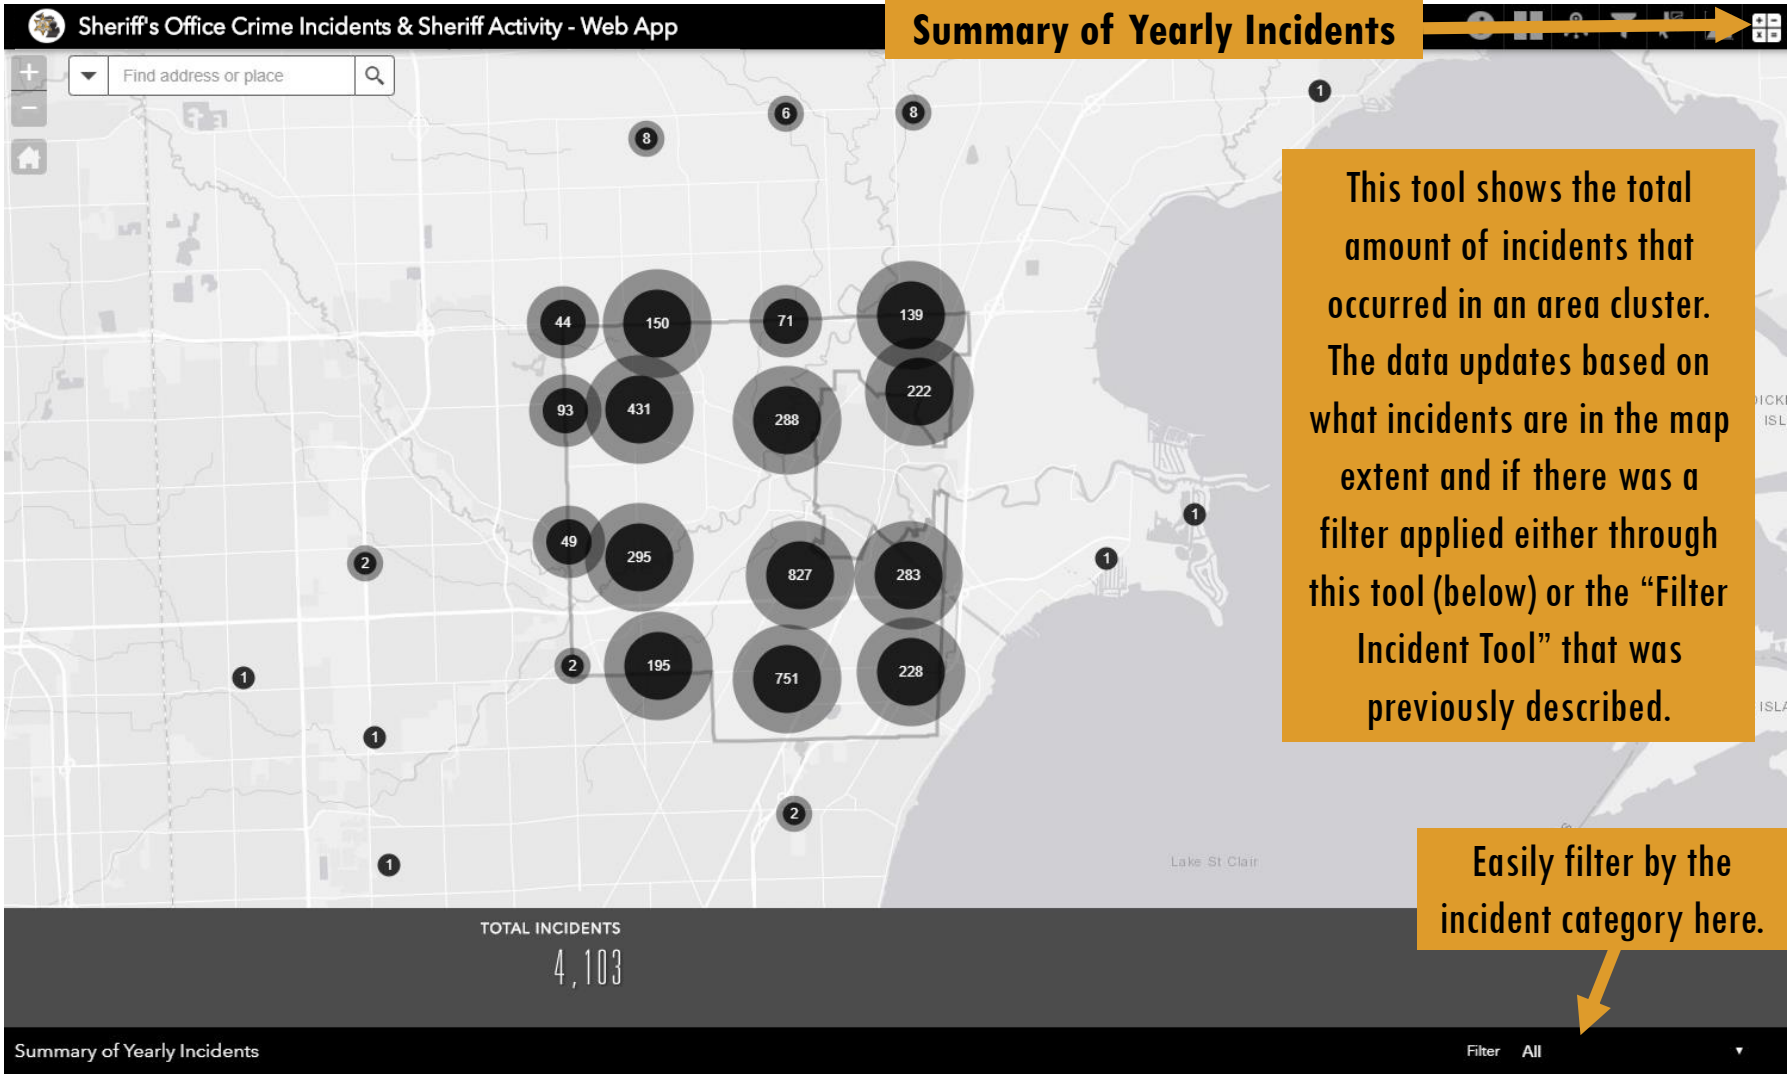 Sheriff's Office Crime Incidents & Sheriff Activity - Web App
Summary of Yearly Incidents
Find address or place
1
6
8
8
This tool shows the total
amount of incidents that
occurred in an area cluster.
The data updates based on
what incidents are in the map
extent and if there was a
filter applied either through
this tool (below) or the “Filter
Incident Tool” that was
previously described.
44
150
71
139
222
93
431
288
ISL
49
295
827
283
1
1
2
2
195
751
228
1
ISLA
1
2
1
Lake St Clair
Easily filter by the
incident category here.
TOTAL INCIDENTS
4,103
Summary of Yearly Incidents
Filter All